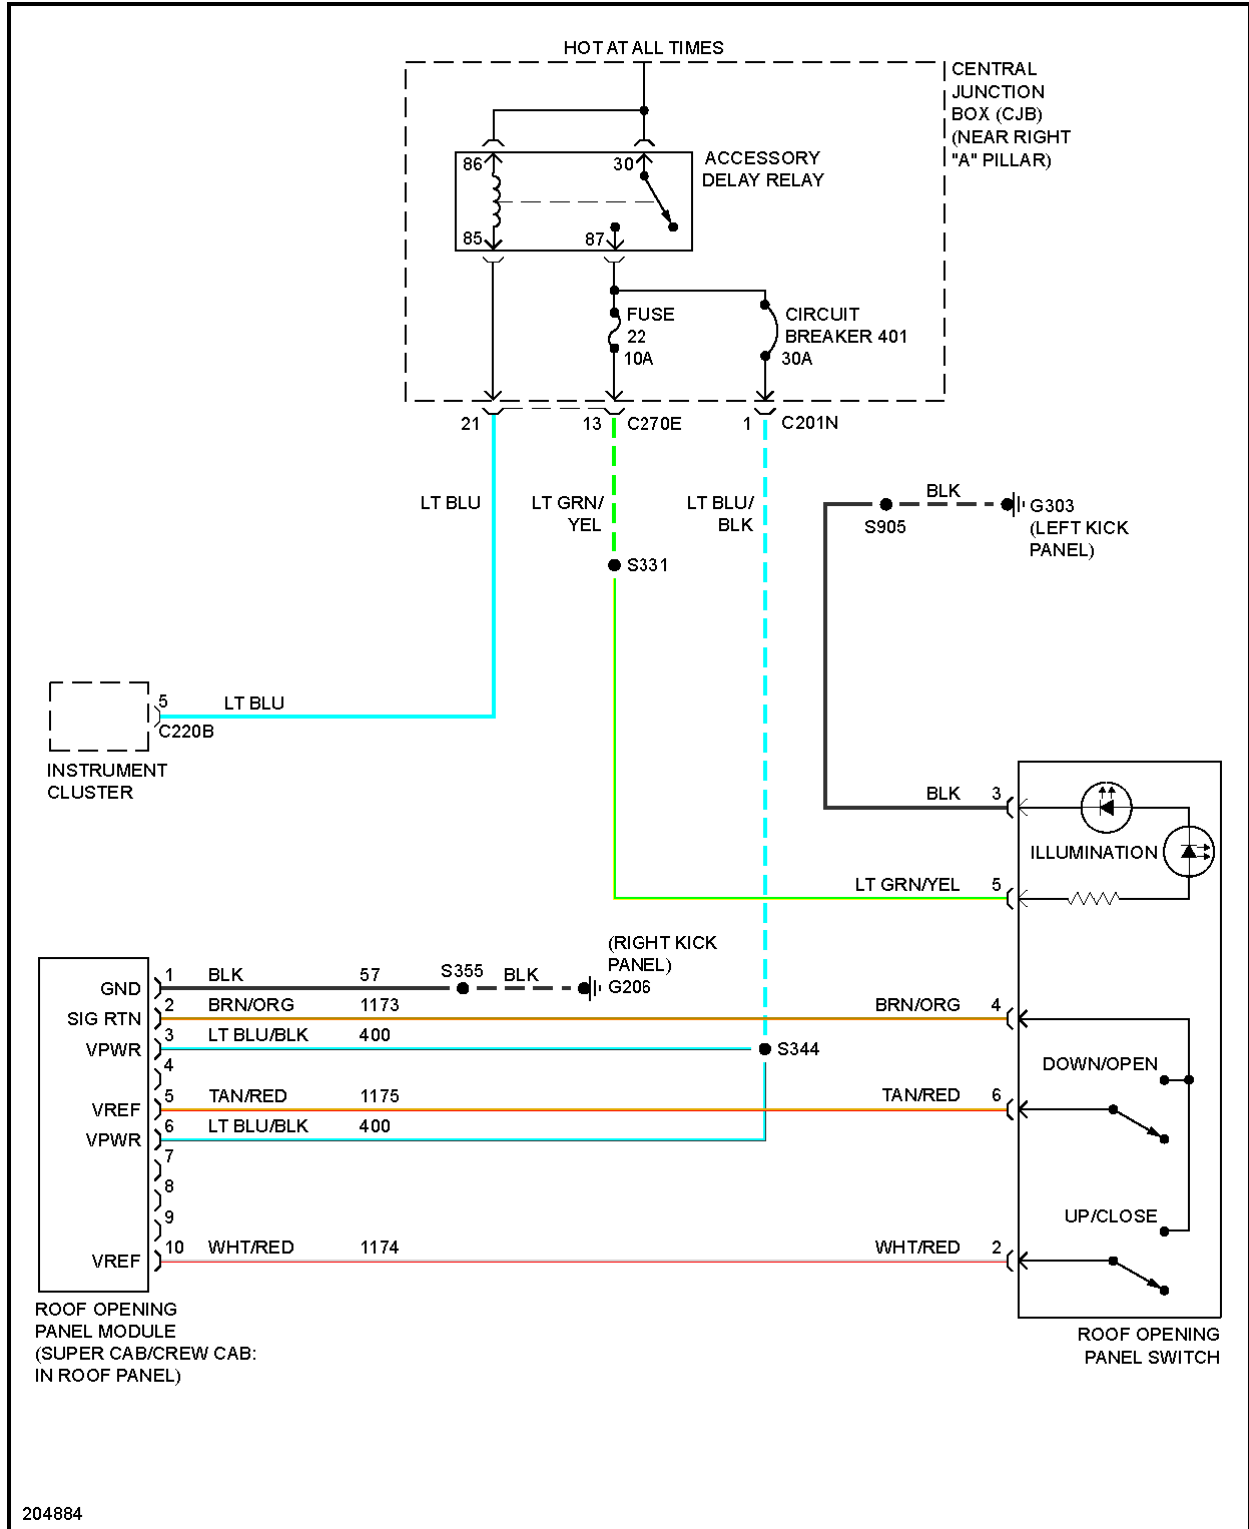 HOT AT ALL TIMES
CENTRAL
JUNCTION
BOX (CJB)
(NEAR RIGHT
"A" PILLAR)
86
30
ACCESSORY
DELAY RELAY
85
87
FUSE
22
10A
CIRCUIT
BREAKER 401
30A
21
13
C270E
1
C201N
LT BLU
LT GRN/
YEL
LT BLU/
BLK
BLK
S905
G303
(LEFT KICK
PANEL)
S331
5
LT BLU
C220B
INSTRUMENT
CLUSTER
BLK
3
ILLUMINATION
LT GRN/YEL
5
(RIGHT KICK
PANEL)
G206
GND
1
BLK
57
S355
BLK
SIG RTN
2
BRN/ORG
1173
BRN/ORG
4
VPWR
3
LT BLU/BLK
400
S344
4
DOWN/OPEN
VREF
5
TAN/RED
1175
TAN/RED
6
VPWR
6
LT BLU/BLK
400
7
8
9
UP/CLOSE
VREF
10
WHT/RED
1174
WHT/RED
2
ROOF OPENING
PANEL MODULE
(SUPER CAB/CREW CAB:
IN ROOF PANEL)
ROOF OPENING
PANEL SWITCH
204884